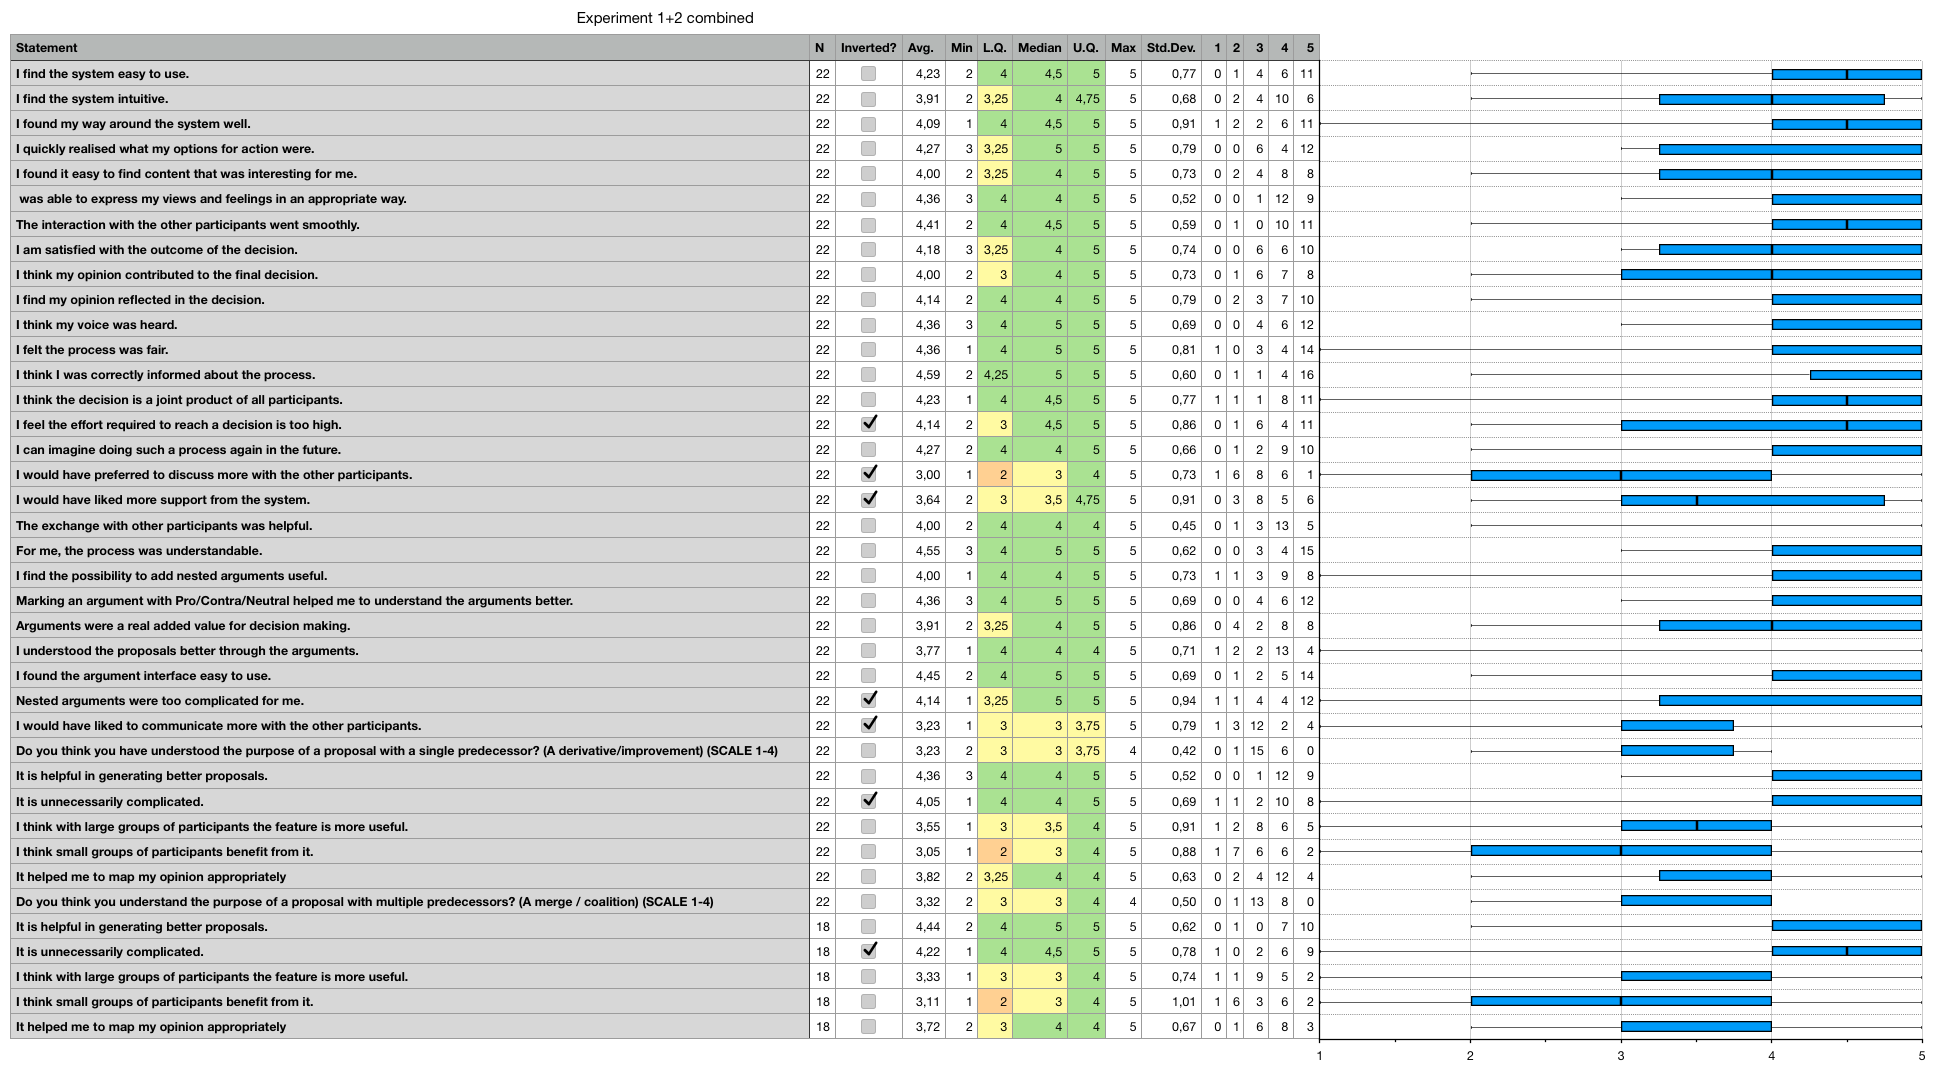 Experiment 1+2 combined
Statement N Inverted? Avg. Min L.Q. Median U.Q. Max Std.Dev. 1 2 3 4 5
I find the system easy to use. 22 4,23 2 4 4,5 5 5 0,77 0 1 4 6 11
I find the system intuitive. 22 3,91 2 3,25 4 4,75 5 0,68 0 2 4 10 6
I found my way around the system well. 22 4,09 1 4 4,5 5 5 0,91 1 2 2 6 11
I quickly realised what my options for action were. 22 4,27 3 3,25 5 5 5 0,79 0 0 6 4 12
I found it easy to find content that was interesting for me. 22 4,00 2 3,25 4 5 5 0,73 0 2 4 8 8
was able to express my views and feelings in an appropriate way. 22 4,36 3 4 4 5 5 0,52 0 0 1 12 9
The interaction with the other participants went smoothly. 22 4,41 2 4 4,5 5 5 0,59 0 1 0 10 11
I am satisfied with the outcome of the decision. 22 4,18 3 3,25 4 5 5 0,74 0 0 6 6 10
I think my opinion contributed to the final decision. 22 4,00 2 3 4 5 5 0,73 0 1 6 7 8
I find my opinion reflected in the decision. 22 4,14 2 4 4 5 5 0,79 0 2 3 7 10
I think my voice was heard. 22 4,36 3 4 5 5 5 0,69 0 0 4 6 12
I felt the process was fair. 22 4,36 1 4 5 5 5 0,81 1 0 3 4 14
I think I was correctly informed about the process. 22 4,59 2 4,25 5 5 5 0,60 0 1 1 4 16
I think the decision is a joint product of all participants. 22 4,23 1 4 4,5 5 5 0,77 1 1 1 8 11
I feel the effort required to reach a decision is too high. 22 4,14 2 3 4,5 5 5 0,86 0 1 6 4 11
I can imagine doing such a process again in the future. 22 4,27 2 4 4 5 5 0,66 0 1 2 9 10
I would have preferred to discuss more with the other participants. 22 3,00 1 2 3 4 5 0,73 1 6 8 6 1
I would have liked more support from the system. 22 3,64 2 3 3,5 4,75 5 0,91 0 3 8 5 6
The exchange with other participants was helpful. 22 4,00 2 4 4 4 5 0,45 0 1 3 13 5
For me, the process was understandable. 22 4,55 3 4 5 5 5 0,62 0 0 3 4 15
I find the possibility to add nested arguments useful. 22 4,00 1 4 4 5 5 0,73 1 1 3 9 8
Marking an argument with Pro/Contra/Neutral helped me to understand the arguments better. 22 4,36 3 4 5 5 5 0,69 0 0 4 6 12
Arguments were a real added value for decision making. 22 3,91 2 3,25 4 5 5 0,86 0 4 2 8 8
I understood the proposals better through the arguments. 22 3,77 1 4 4 4 5 0,71 1 2 2 13 4
I found the argument interface easy to use. 22 4,45 2 4 5 5 5 0,69 0 1 2 5 14
Nested arguments were too complicated for me. 22 4,14 1 3,25 5 5 5 0,94 1 1 4 4 12
I would have liked to communicate more with the other participants. 22 3,23 1 3 3 3,75 5 0,79 1 3 12 2 4
Do you think you have understood the purpose of a proposal with a single predecessor? (A derivative/improvement) (SCALE 1-4) 22 3,23 2 3 3 3,75 4 0,42 0 1 15 6 0
It is helpful in generating better proposals. 22 4,36 3 4 4 5 5 0,52 0 0 1 12 9
It is unnecessarily complicated. 22 4,05 1 4 4 5 5 0,69 1 1 2 10 8
I think with large groups of participants the feature is more useful. 22 3,55 1 3 3,5 4 5 0,91 1 2 8 6 5
I think small groups of participants benefit from it. 22 3,05 1 2 3 4 5 0,88 1 7 6 6 2
It helped me to map my opinion appropriately 22 3,82 2 3,25 4 4 5 0,63 0 2 4 12 4
Do you think you understand the purpose of a proposal with multiple predecessors? (A merge / coalition) (SCALE 1-4) 22 3,32 2 3 3 4 4 0,50 0 1 13 8 0
It is helpful in generating better proposals. 18 4,44 2 4 5 5 5 0,62 0 1 0 7 10
It is unnecessarily complicated. 18 4,22 1 4 4,5 5 5 0,78 1 0 2 6 9
I think with large groups of participants the feature is more useful. 18 3,33 1 3 3 4 5 0,74 1 1 9 5 2
I think small groups of participants benefit from it. 18 3,11 1 2 3 4 5 1,01 1 6 3 6 2
It helped me to map my opinion appropriately 18 3,72 2 3 4 4 5 0,67 0 1 6 8 3
1 2 3 4 5